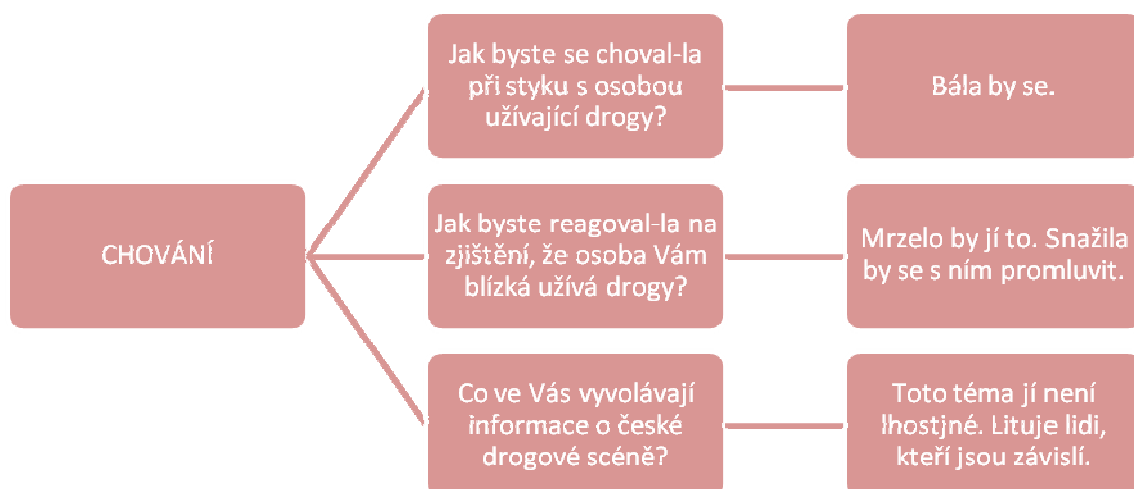 CHOVÁNÍ
Jak byste se choval-la
při styku s osobou
užívající drogy?
Bála by se.
Jak byste reagoval-la na
zjištění, že osoba Vám
blízká užívá drogy?
Mrzelo by jí to. Snažila
by se s ním promluvit.
Co ve Vás vyvolávají
informace o české
drogové scéně?
Toto téma jí není
lhostjné. Lituje lidi,
kteří jsou závislí.